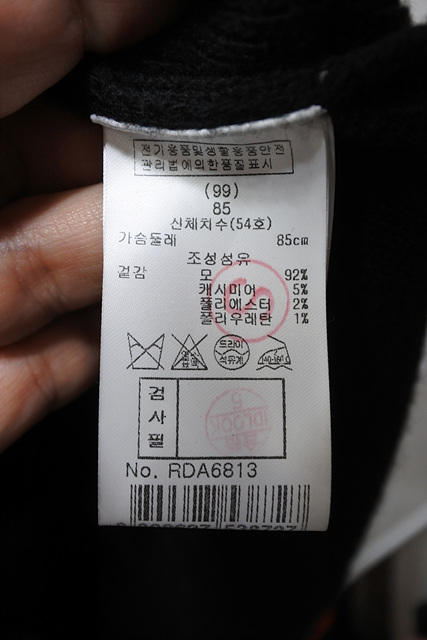 전기용품및생활용품안전
관리법에의한품질표시
(99)
85
신체치수(54호)
가슴둘레 85cm
조성섬유
겉감 모 92%
캐시미어 5%
폴리에스터 2%
폴리우레탄 1%
드라이
석유계
검
사
필
No. RDA6813